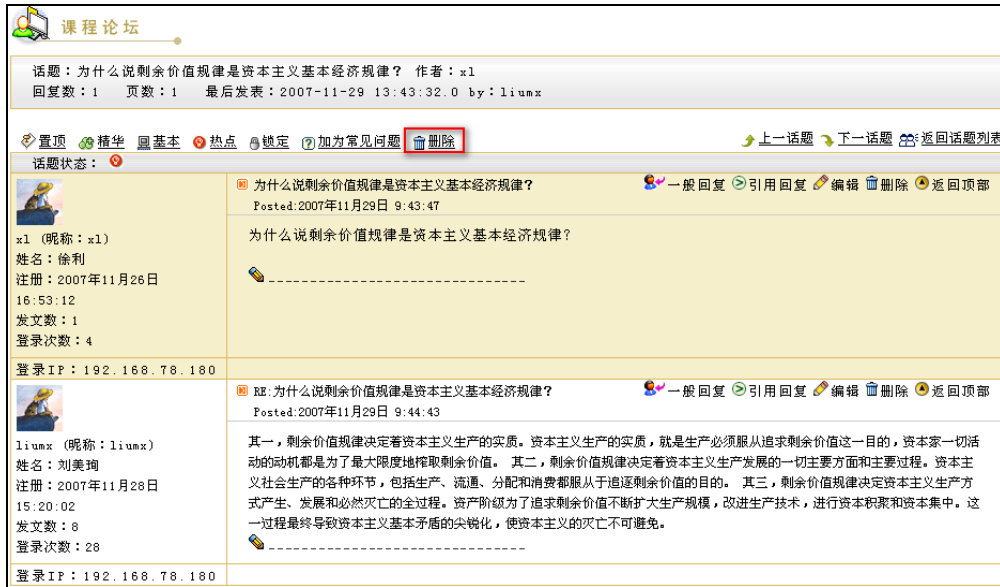 课程论坛
话题：为什么说剩余价值规律是资本主义基本经济规律？ 作者：xl
回复数：1 页数：1 最后发表：2007-11-29 13:43:32.0 by：liumx
置顶 精华 基本 热点 锁定 加为常见问题 删除 上一话题 下一话题 返回话题列表
话题状态：
为什么说剩余价值规律是资本主义基本经济规律? 一般回复 引用回复 编辑 删除 返回顶部
Posted:2007年11月29日 9:43:47
为什么说剩余价值规律是资本主义基本经济规律?
xl (昵称：xl)
姓名：徐利
注册：2007年11月26日
16:53:12
发文数：1
登录次数：4
登录IP：192.168.78.180
RE:为什么说剩余价值规律是资本主义基本经济规律? 一般回复 引用回复 编辑 删除 返回顶部
Posted:2007年11月29日 9:44:43
liumx (昵称：liumx)
姓名：刘美珣
注册：2007年11月28日
15:20:02
发文数：8
登录次数：28
其一，剩余价值规律决定着资本主义生产的实质。资本主义生产的实质，就是生产必须服从追求剩余价值这一目的，资本家一切活
动的动机都是为了最大限度地榨取剩余价值。 其二，剩余价值规律决定着资本主义生产发展的一切主要方面和主要过程。资本主
义社会生产的各种环节，包括生产、流通、分配和消费都服从于追逐剩余价值的目的。 其三，剩余价值规律决定资本主义生产方
式产生、发展和必然灭亡的全过程。资产阶级为了追求剩余价值不断扩大生产规模，改进生产技术，进行资本积聚和资本集中。这
一过程最终导致资本主义基本矛盾的尖锐化，使资本主义的灭亡不可避免。
登录IP：192.168.78.180